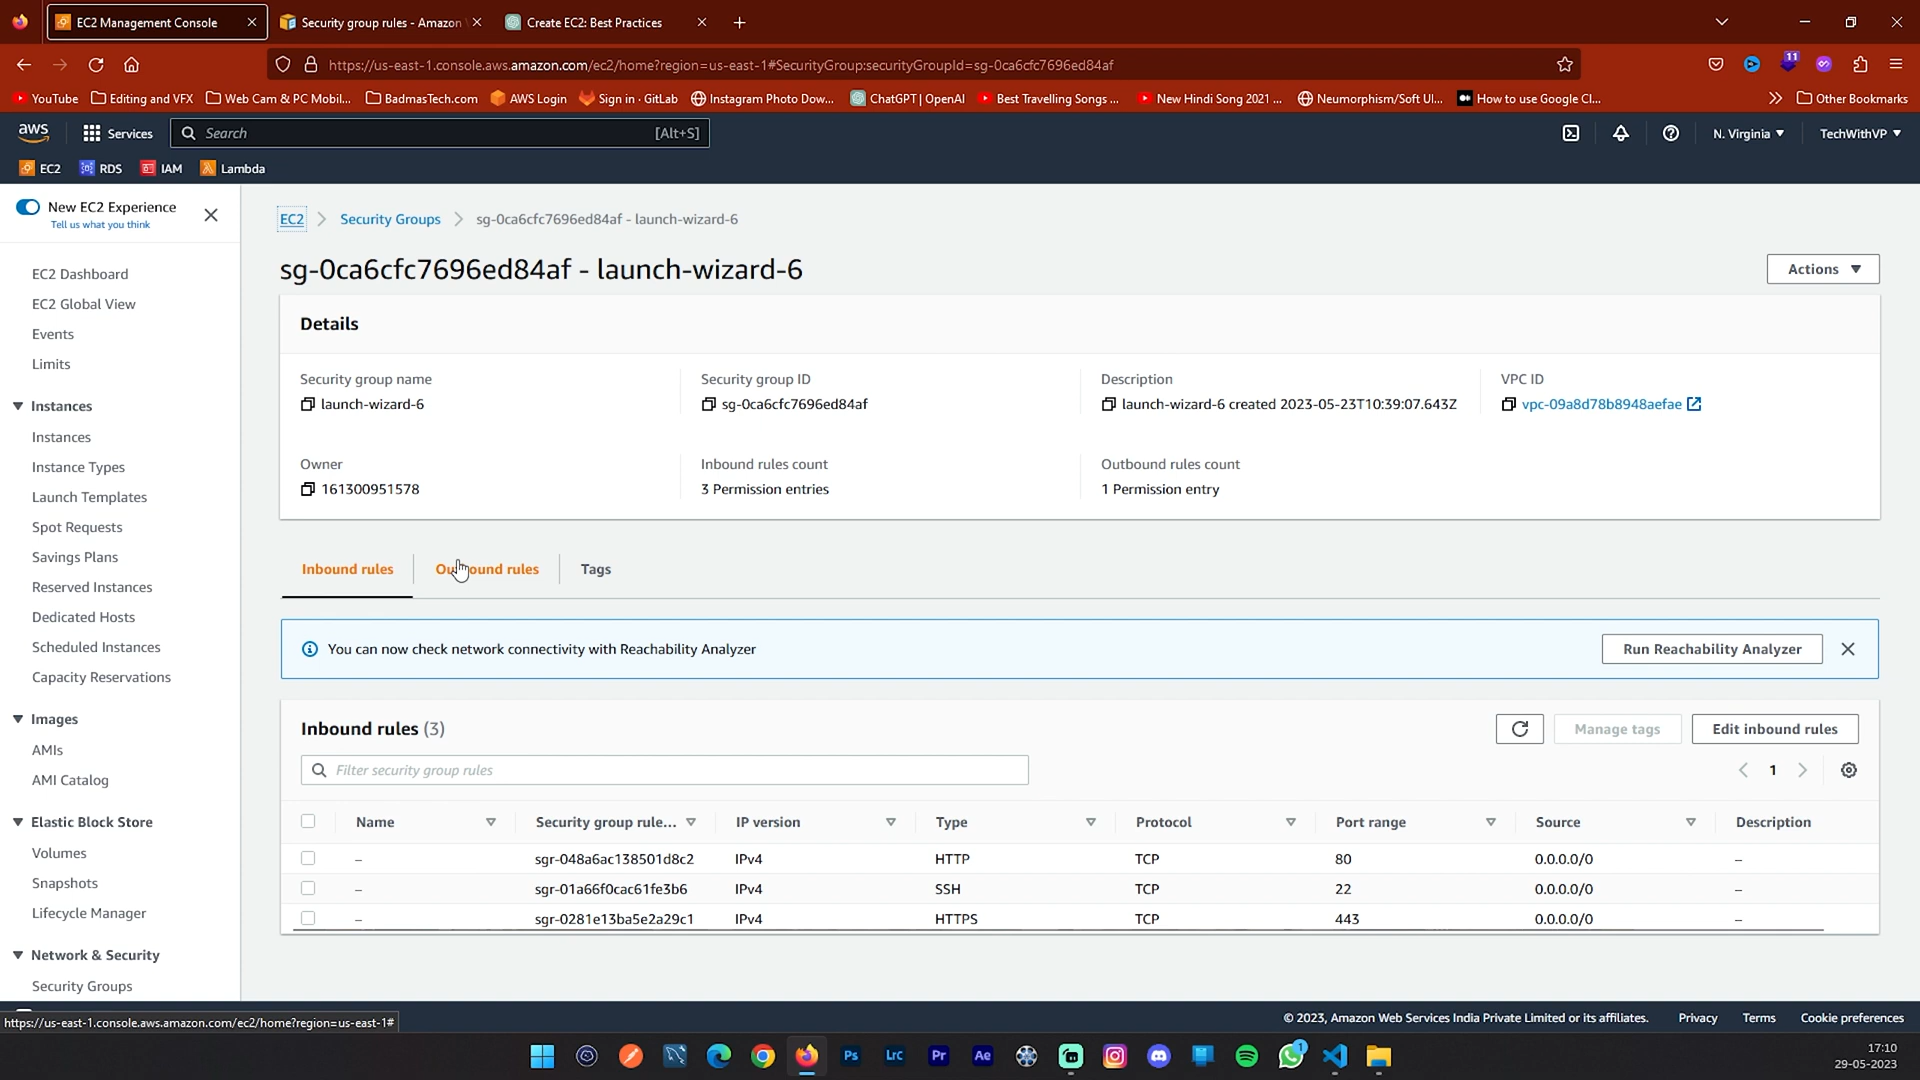 EC2 Management Console
Security group rules - Amazon
Create EC2: Best Practices
https://us-east-1.console.aws.amazon.com/ec2/home?region=us-east-1#SecurityGroup:securityGroupId=sg-0ca6cfc7696ed84af
11
YouTube
Editing and VFX
Web Cam & PC Mobil...
BadmasTech.com
AWS Login
Sign in · GitLab
Instagram Photo Dow...
ChatGPT | OpenAI
Best Travelling Songs ...
New Hindi Song 2021 ...
Neumorphism/Soft UI...
How to use Google Cl...
Other Bookmarks
aws
Services
Search
[Alt+S]
N. Virginia
TechWithVP
EC2
RDS
IAM
Lambda
New EC2 Experience
Tell us what you think
EC2 Dashboard
EC2 Global View
Events
Limits
Instances
Instances
Instance Types
Launch Templates
Spot Requests
Savings Plans
Reserved Instances
Dedicated Hosts
Scheduled Instances
Capacity Reservations
Images
AMIs
AMI Catalog
Elastic Block Store
Volumes
Snapshots
Lifecycle Manager
Network & Security
Security Groups
EC2 > Security Groups > sg-0ca6cfc7696ed84af - launch-wizard-6
sg-0ca6cfc7696ed84af - launch-wizard-6
Actions
Details
Security group name
launch-wizard-6
Security group ID
sg-0ca6cfc7696ed84af
Description
launch-wizard-6 created 2023-05-23T10:39:07.643Z
VPC ID
vpc-09a8d78b8948aefae
Owner
161300951578
Inbound rules count
3 Permission entries
Outbound rules count
1 Permission entry
Inbound rules
Outbound rules
Tags
You can now check network connectivity with Reachability Analyzer
Run Reachability Analyzer
Inbound rules (3)
Manage tags
Edit inbound rules
Filter security group rules
1
Name Security group rule... IP version Type Protocol Port range Source Description
– sgr-048a6ac138501d8c2 IPv4 HTTP TCP 80 0.0.0.0/0 –
– sgr-01a66f0cac61fe3b6 IPv4 SSH TCP 22 0.0.0.0/0 –
– sgr-0281e13ba5e2a29c1 IPv4 HTTPS TCP 443 0.0.0.0/0 –
https://us-east-1.console.aws.amazon.com/ec2/home?region=us-east-1#
© 2023, Amazon Web Services India Private Limited or its affiliates.
Privacy
Terms
Cookie preferences
Ps
LrC
Pr
Ae
1
17:10
29-05-2023